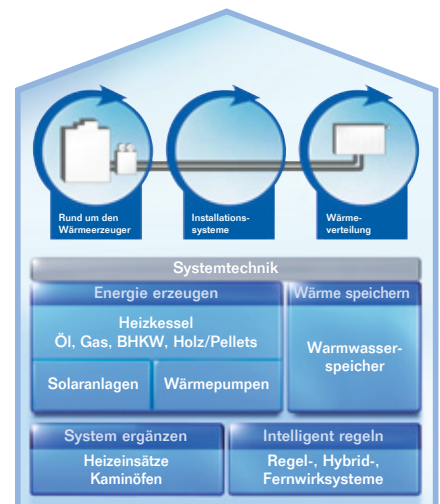 Rund um den
Wärmeerzeuger
Installations-
systeme
Wärme-
verteilung
Systemtechnik
Energie erzeugen
Heizkessel
Öl, Gas, BHKW, Holz/Pellets
Solaranlagen
Wärmepumpen
Wärme speichern
Warmwasser-
speicher
System ergänzen
Heizeinsätze
Kaminöfen
Intelligent regeln
Regel-, Hybrid-,
Fernwirksysteme